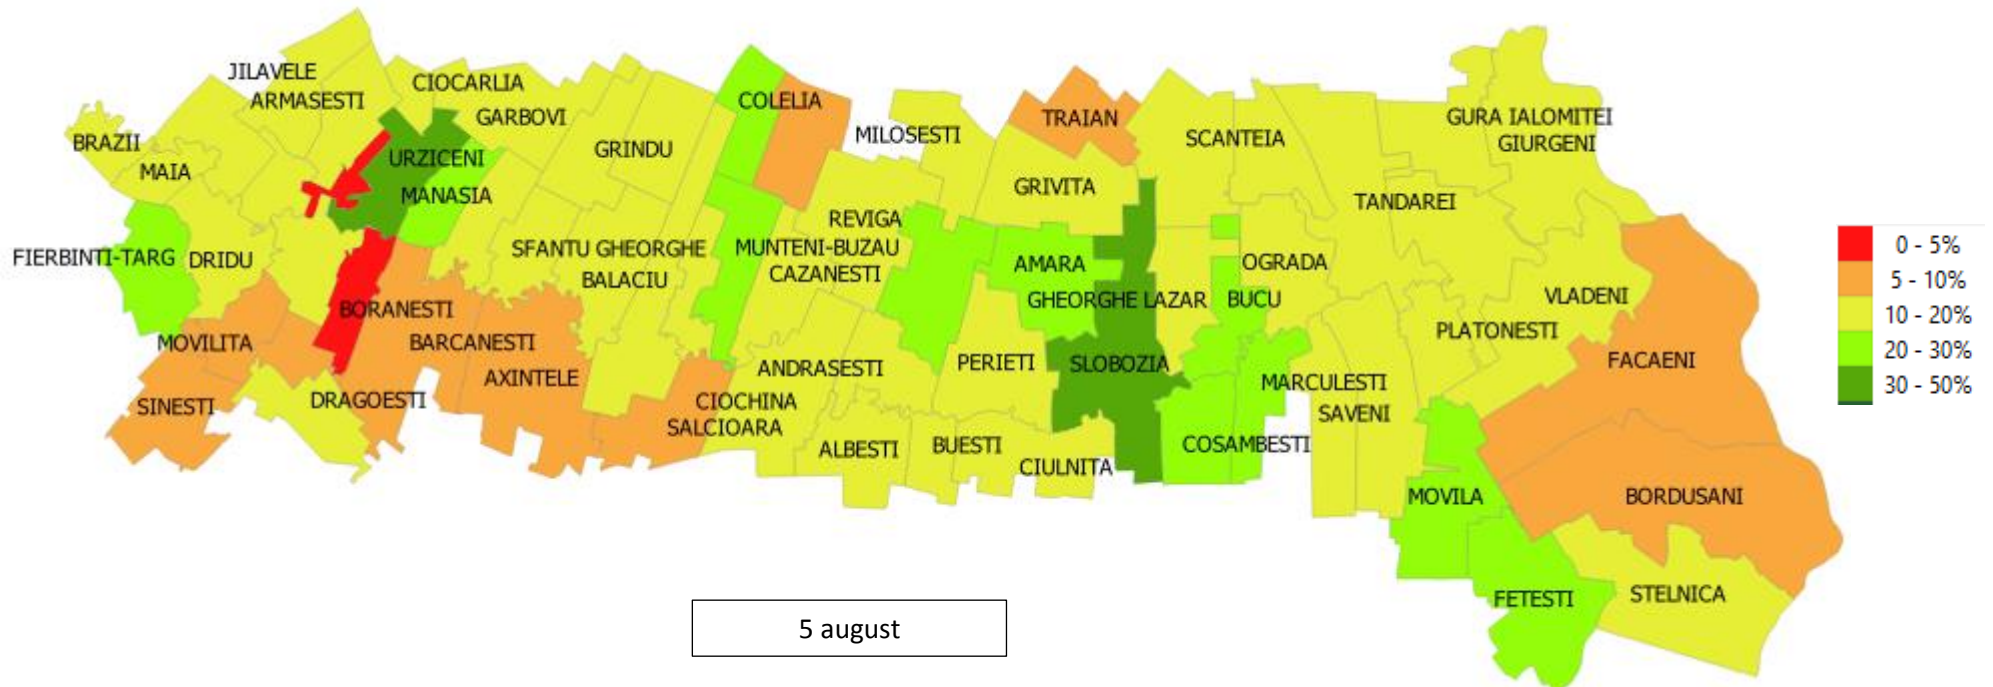 JILAVELE
ARMASESTI
CIOCARLIA
GARBOVI
BRAZII
MAIA
URZICENI
MANASIA
GRINDU
COLELIA
MILOSESTI
TRAIAN
SCANTEIA
GURA IALOMITEI
GIURGENI
GRIVITA
TANDAREI
FIERBINTI-TARG
DRIDU
SFANTU GHEORGHE
BALACIU
REVIGA
MUNTENI-BUZAU
CAZANESTI
AMARA
GHEORGHE LAZAR
OGRADA
BUCU
VLADENI
PLATONESTI
BORANESTI
BARCANESTI
MOVILITA
AXINTELE
ANDRASESTI
PERIETI
SLOBOZIA
MARCULESTI
SAVENI
FACAENI
SINESTI
DRAGOESTI
CIOCHINA
SALCIOARA
ALBESTI
BUESTI
CIULNITA
COSAMBESTI
MOVILA
BORDUSANI
FETESTI
STELNICA
0 - 5%
5 - 10%
10 - 20%
20 - 30%
30 - 50%
5 august